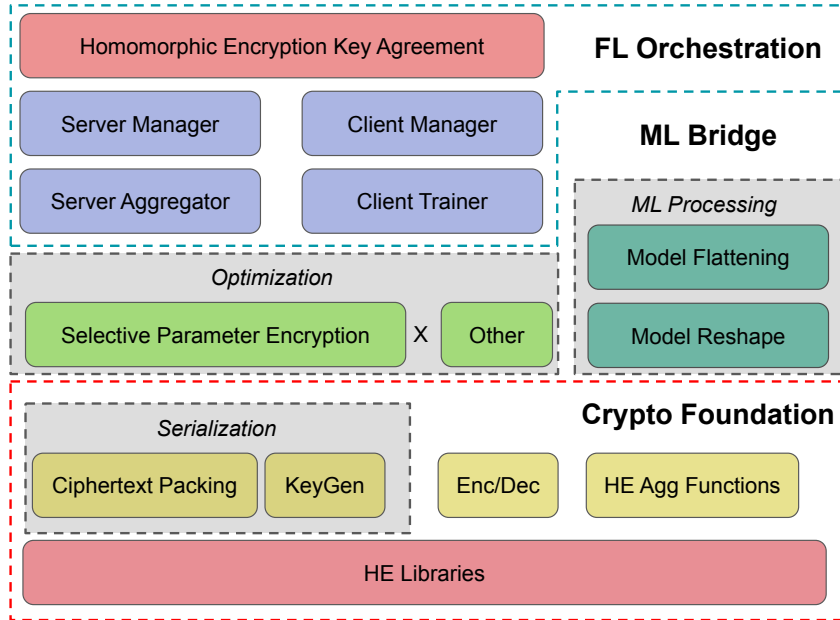 Homomorphic Encryption Key Agreement
FL Orchestration
Server Manager
Client Manager
ML Bridge
Server Aggregator
Client Trainer
ML Processing
Model Flattening
Optimization
Selective Parameter Encryption
X
Other
Model Reshape
Crypto Foundation
Serialization
Ciphertext Packing
KeyGen
Enc/Dec
HE Agg Functions
HE Libraries